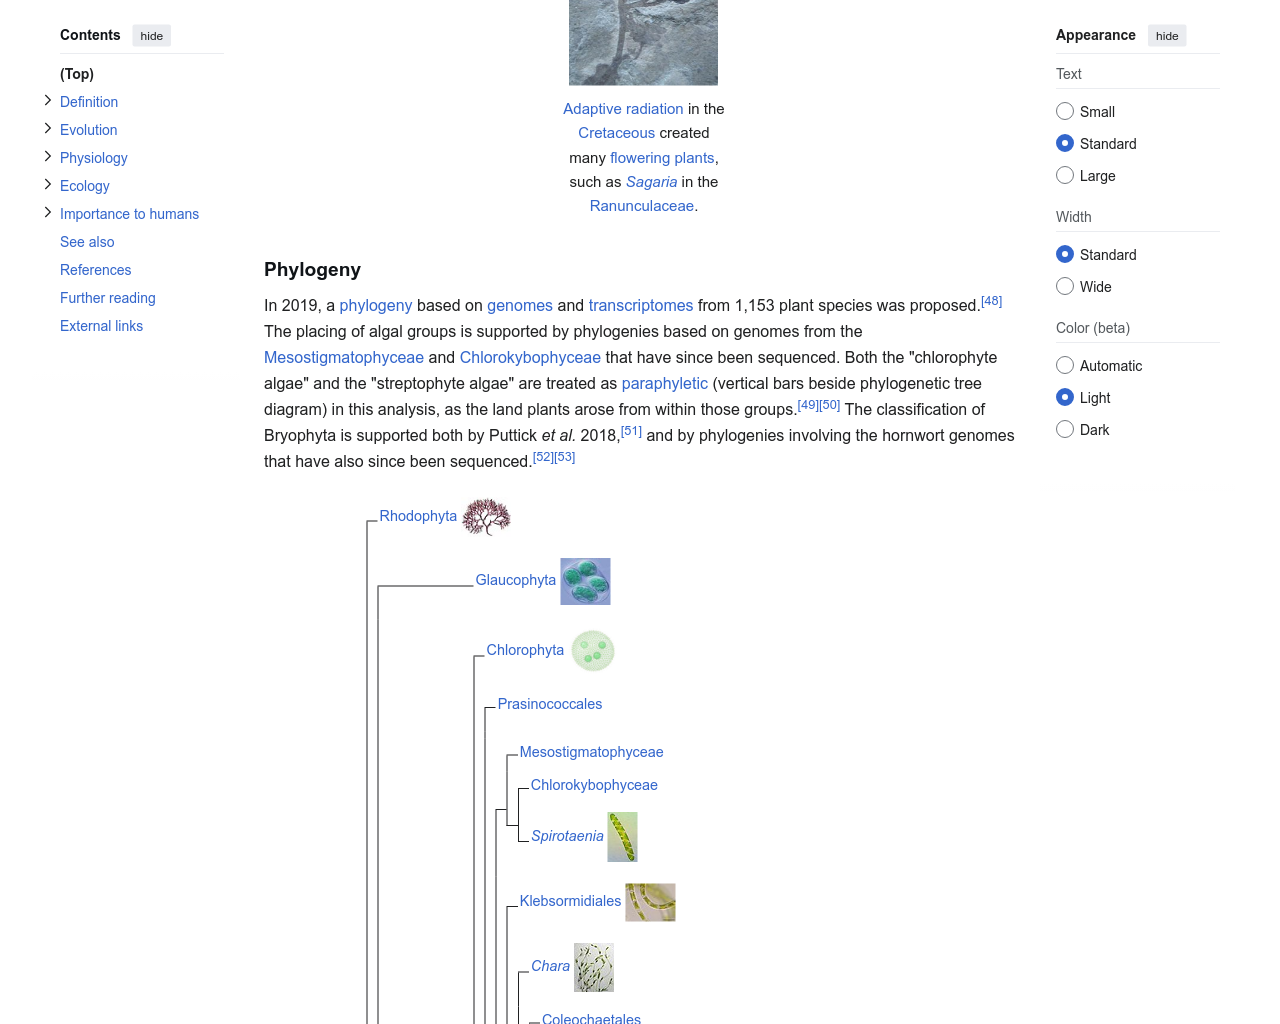 Contents hide
(Top)
Definition
Evolution
Physiology
Ecology
Importance to humans
See also
References
Further reading
External links
Adaptive radiation in the
Cretaceous created
many flowering plants,
such as Sagaria in the
Ranunculaceae.
Phylogeny
In 2019, a phylogeny based on genomes and transcriptomes from 1,153 plant species was proposed.[48]
The placing of algal groups is supported by phylogenies based on genomes from the
Mesostigmatophyceae and Chlorokybophyceae that have since been sequenced. Both the "chlorophyte
algae" and the "streptophyte algae" are treated as paraphyletic (vertical bars beside phylogenetic tree
diagram) in this analysis, as the land plants arose from within those groups.[49][50] The classification of
Bryophyta is supported both by Puttick et al. 2018,[51] and by phylogenies involving the hornwort genomes
that have also since been sequenced.[52][53]
Rhodophyta
Glaucophyta
Chlorophyta
Prasinococcales
Mesostigmatophyceae
Chlorokybophyceae
Spirotaenia
Klebsormidiales
Chara
Coleochaetales
Appearance hide
Text
Small
Standard
Large
Width
Standard
Wide
Color (beta)
Automatic
Light
Dark